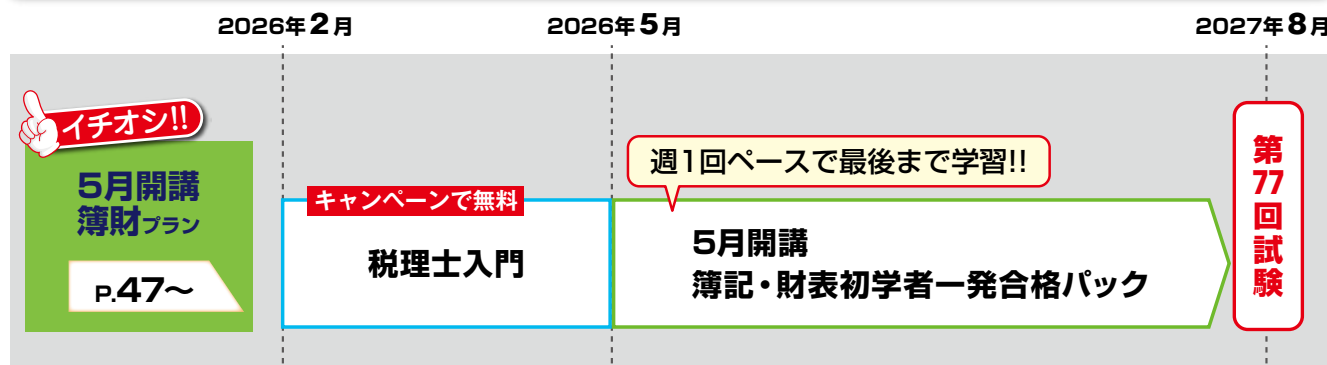 2026年2月
2026年5月
2027年8月
イチオシ!!
5月開講
簿財プラン
P.47〜
キャンペーンで無料
税理士入門
週1回ペースで最後まで学習!!
5月開講
簿記・財表初学者一発合格パック
第77回試験